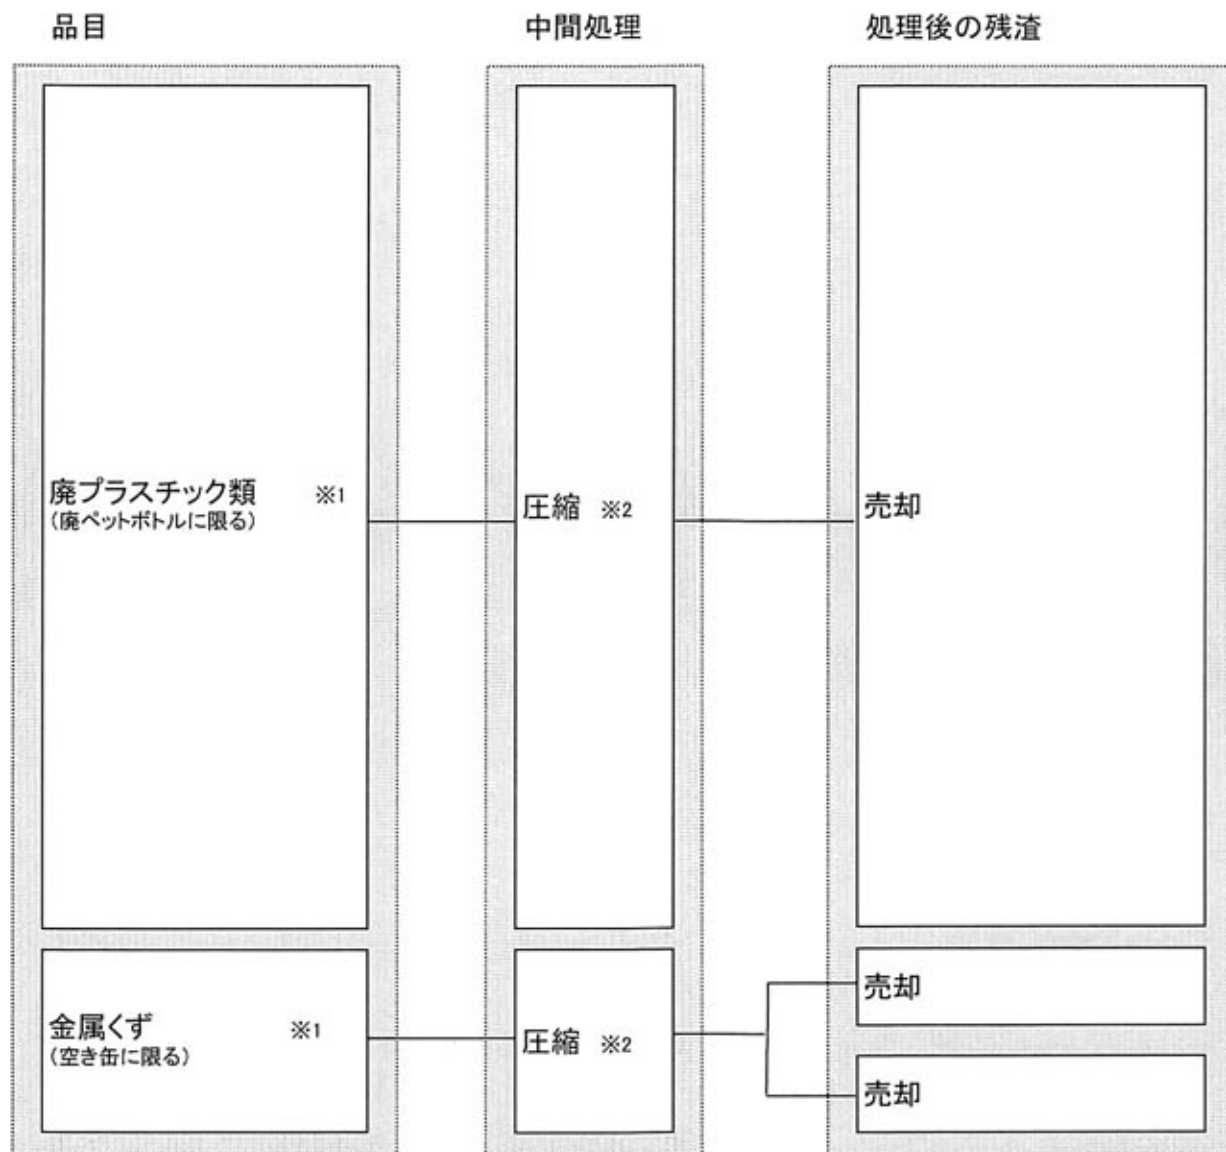 品目
中間処理
処理後の残渣
廃プラスチック類 ※1
(廃ペットボトルに限る)
圧縮 ※2
売却
金属くず ※1
(空き缶に限る)
圧縮 ※2
売却
売却